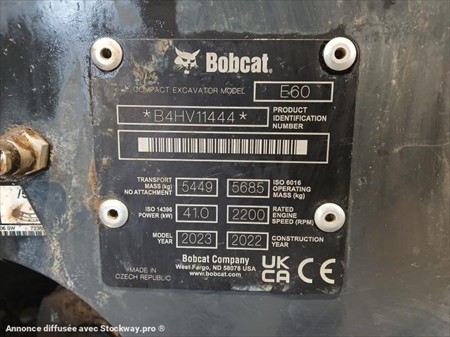 Bobcat.
COMPACT EXCAVATOR MODEL E60
*B4HV11444*
PRODUCT IDENTIFICATION NUMBER
TRANSPORT MASS (kg) NO ATTACHMENT 5449 5685 ISO 6016 OPERATING MASS (kg)
ISO 14396 POWER (kW) 41.0 2200 RATED ENGINE SPEED (RPM)
MODEL YEAR 2023 2022 CONSTRUCTION YEAR
Bobcat Company
West Fargo, ND 58078 USA
www.bobcat.com
MADE IN CZECH REPUBLIC
UK CA CE
Annonce diffusée avec Stockway.pro ®